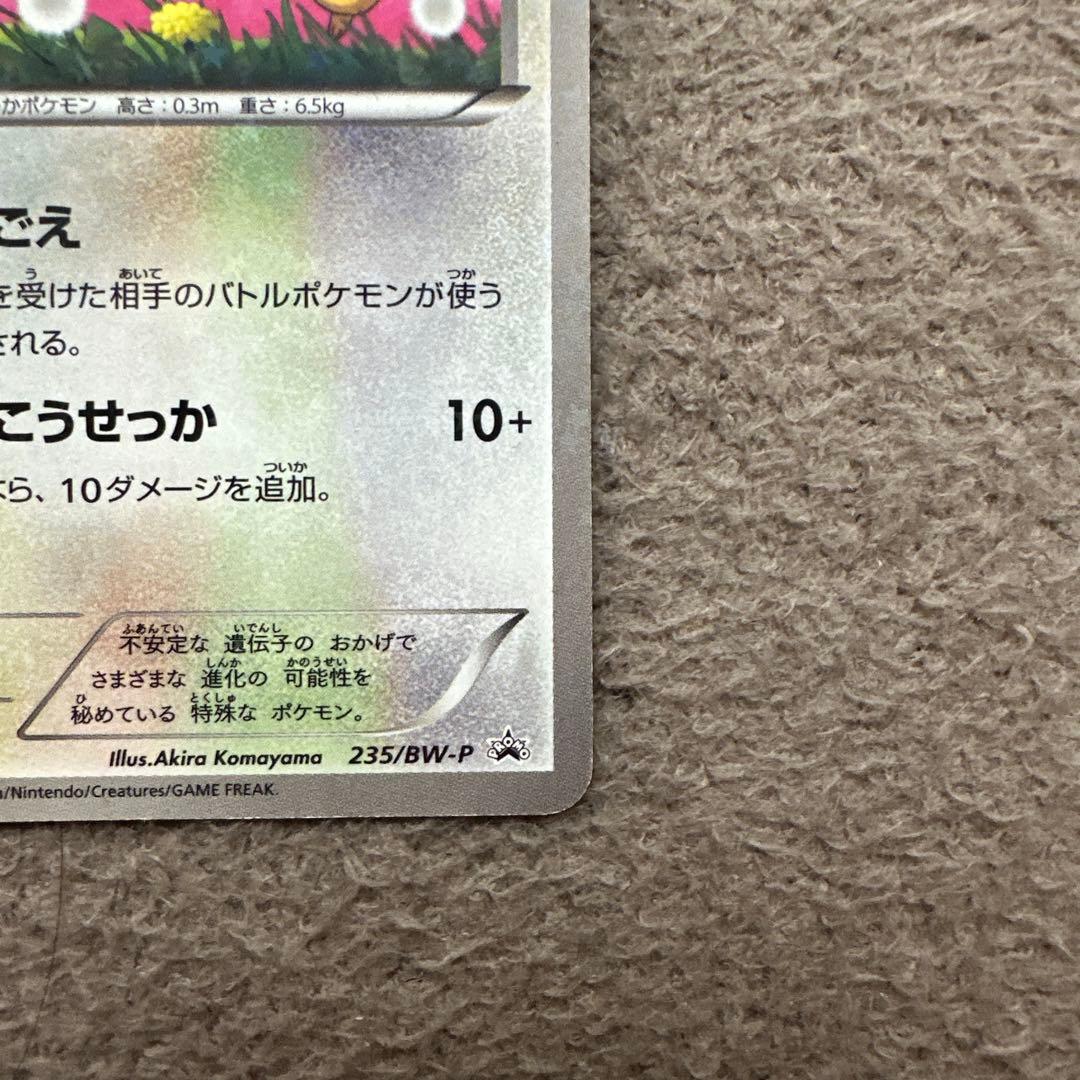 かポケモン 高さ:0.3m 重さ:6.5kg
ごえ
を受けた相手のバトルポケモンが使う
される。
こうせっか 10+
なら、10ダメージを追加。
不安定な 遺伝子の おかげで
さまざまな 進化の 可能性を
秘めている 特殊な ポケモン。
Illus.Akira Komayama 235/BW-P PROMO
/Nintendo/Creatures/GAME FREAK.